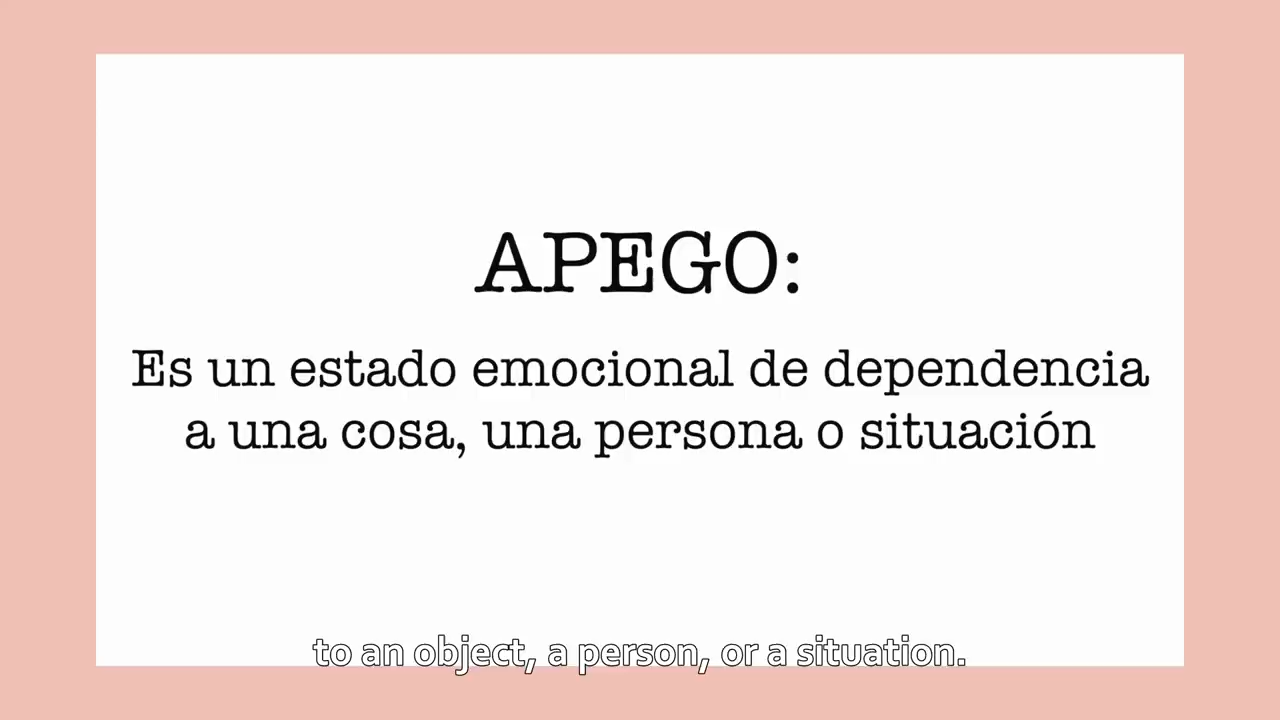 APEGO:
Es un estado emocional de dependencia
a una cosa, una persona o situación
to an object, a person, or a situation.